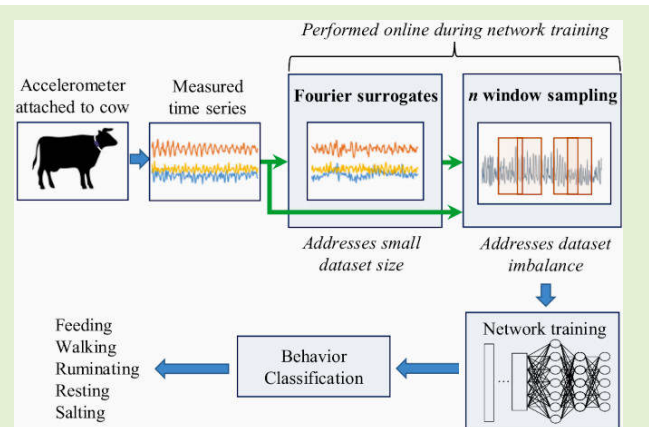 Performed online during network training
Accelerometer
attached to cow
Measured
time series
Fourier surrogates
n window sampling
Addresses small
dataset size
Addresses dataset
imbalance
Network training
...
Behavior
Classification
Feeding
Walking
Ruminating
Resting
Salting